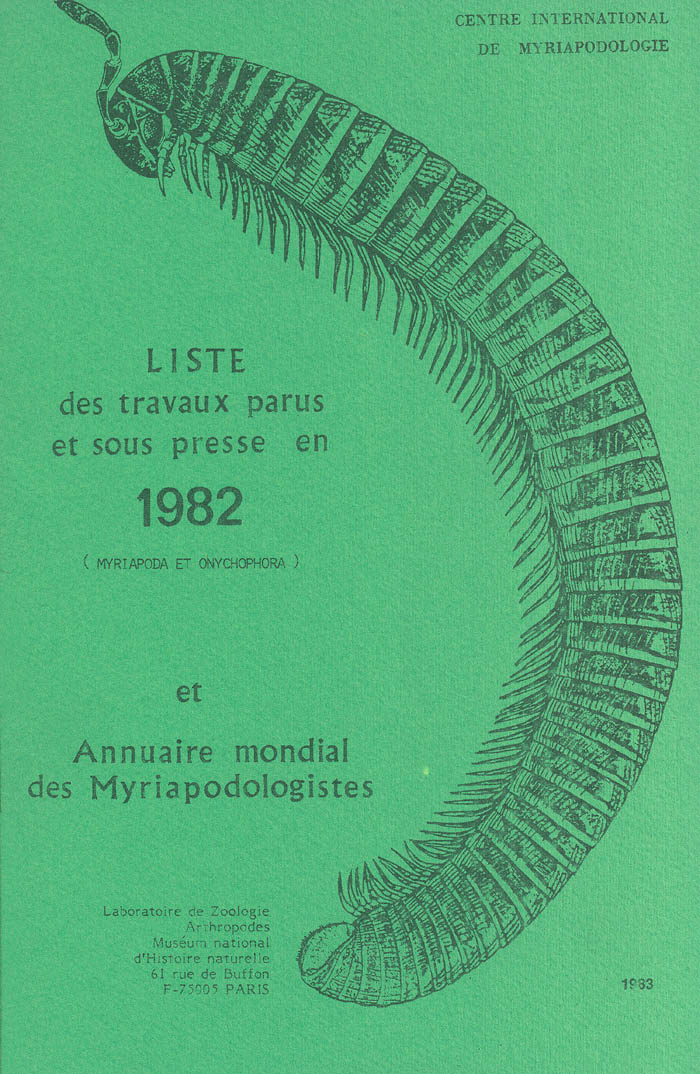 CENTRE INTERNATIONAL
DE MYRIAPODOLOGIE
LISTE
des travaux parus
et sous presse en
1982
( MYRIAPODA ET ONYCHOPHORA )
et
Annuaire mondial
des Myriapodologistes
Laboratoire de Zoologie
Arthropodes
Muséum national
d'Histoire naturelle
61 rue de Buffon
F-75005 PARIS
1983